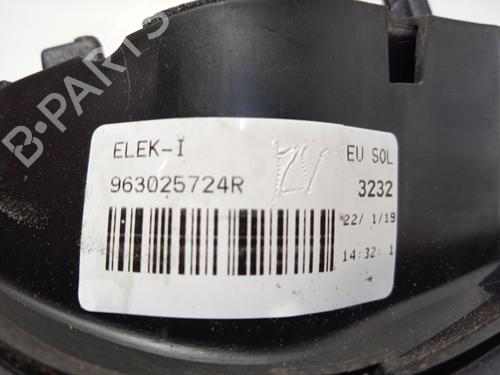 B-PARTS
ELEK-I
EU SOL
963025724R
3232
22/ 1/19
14:32: 1